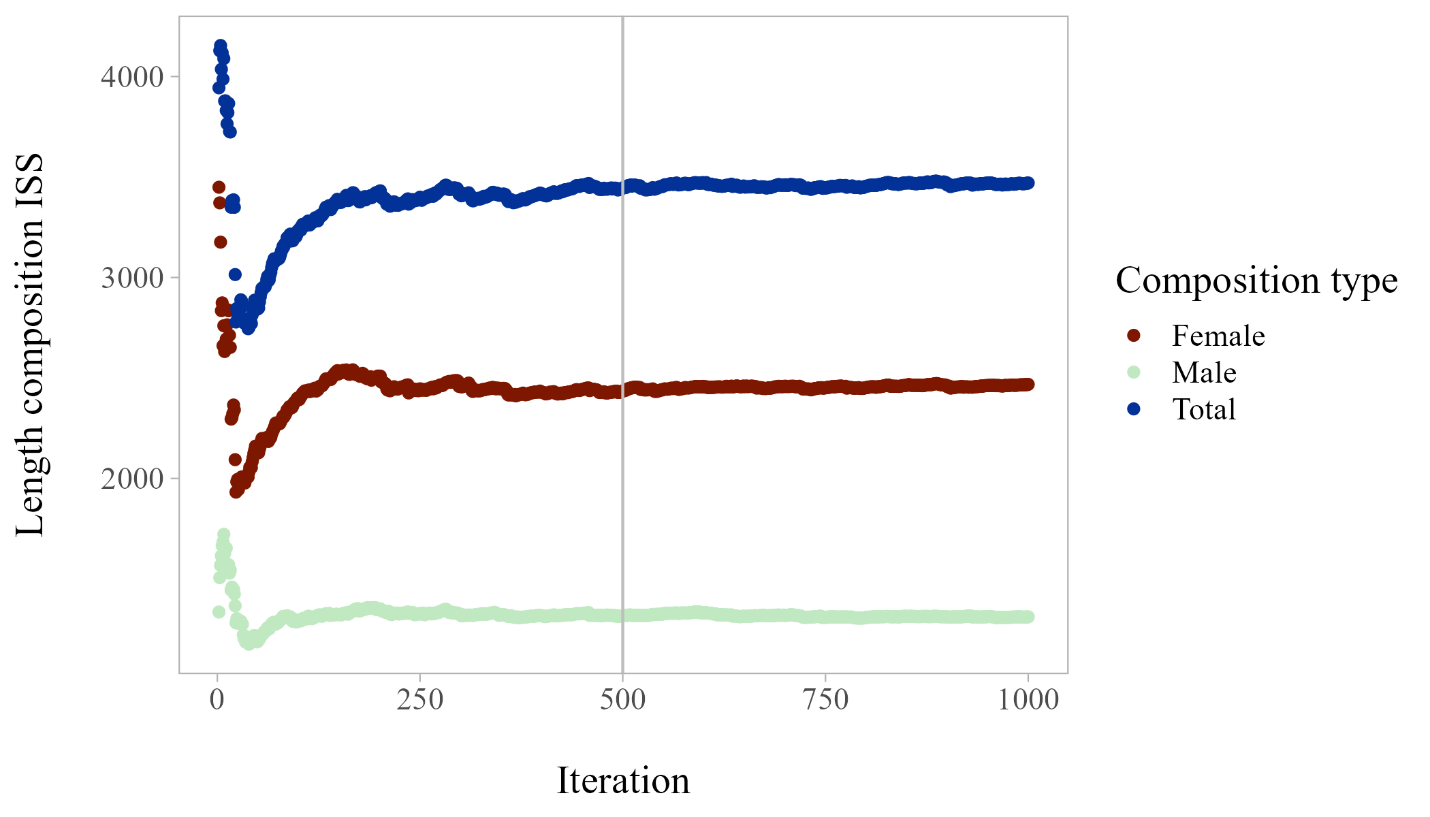 Length composition ISS
4000
3000
2000
0 250 500 750 1000
Iteration
Composition type
Female
Male
Total